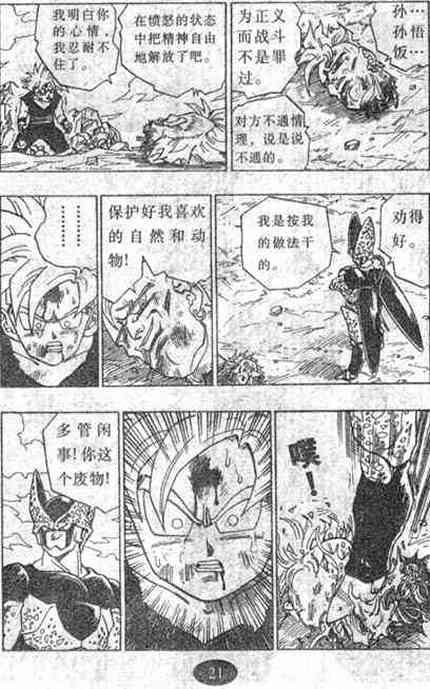 孙…
孙 悟
饭…
为正义
而战斗
不是罪
过。
对方不通情
理，说是说
不通的。
在愤怒的状态
中把精神自由
地解放了吧。
我明白你
的心情，
我忍耐不
住了。
劝得
好。
我是按我
的做法干
的。
保护好我喜欢
的自然和动
物！
…………
噗！
多管闲
事！你这
个废物！
21